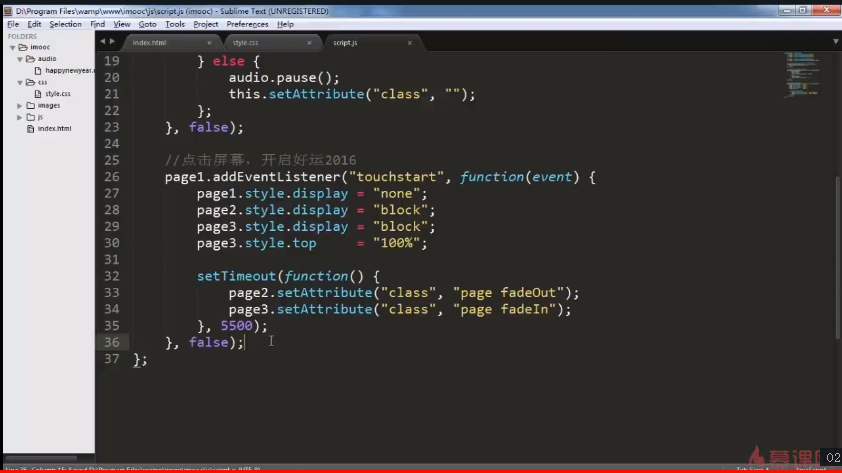 D:\Program Files\wamp\www\imooc\js\script.js (imooc) - Sublime Text (UNREGISTERED)
File Edit Selection Find View Goto Tools Project Preferences Help
FOLDERS
imooc
audio
happynewyear.
css
style.css
images
js
index.html
index.html style.css script.js
19 } else {
20 audio.pause();
21 this.setAttribute("class", "");
22 };
23 }, false);
24
25 //点击屏幕，开启好运2016
26 page1.addEventListener("touchstart", function(event) {
27 page1.style.display = "none";
28 page2.style.display = "block";
29 page3.style.display = "block";
30 page3.style.top = "100%";
31
32 setTimeout(function() {
33 page2.setAttribute("class", "page fadeOut");
34 page3.setAttribute("class", "page fadeIn");
35 }, 5500);
36 }, false);
37 };
慕课网
02